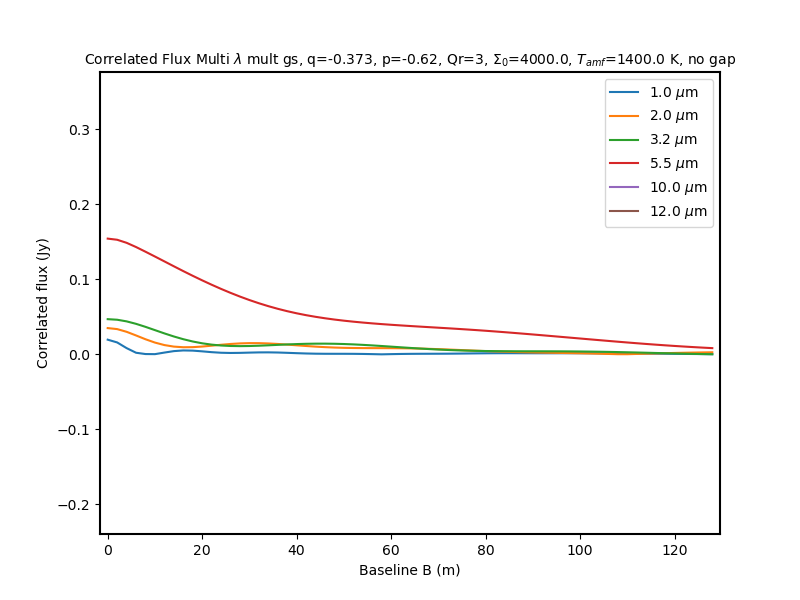 Correlated Flux Multi λ mult gs, q=-0.373, p=-0.62, Qr=3, Σ₀=4000.0, T_amf=1400.0 K, no gap
1.0 μm
2.0 μm
3.2 μm
5.5 μm
10.0 μm
12.0 μm
0.3
0.2
0.1
0.0
−0.1
−0.2
Correlated flux (Jy)
0 20 40 60 80 100 120
Baseline B (m)